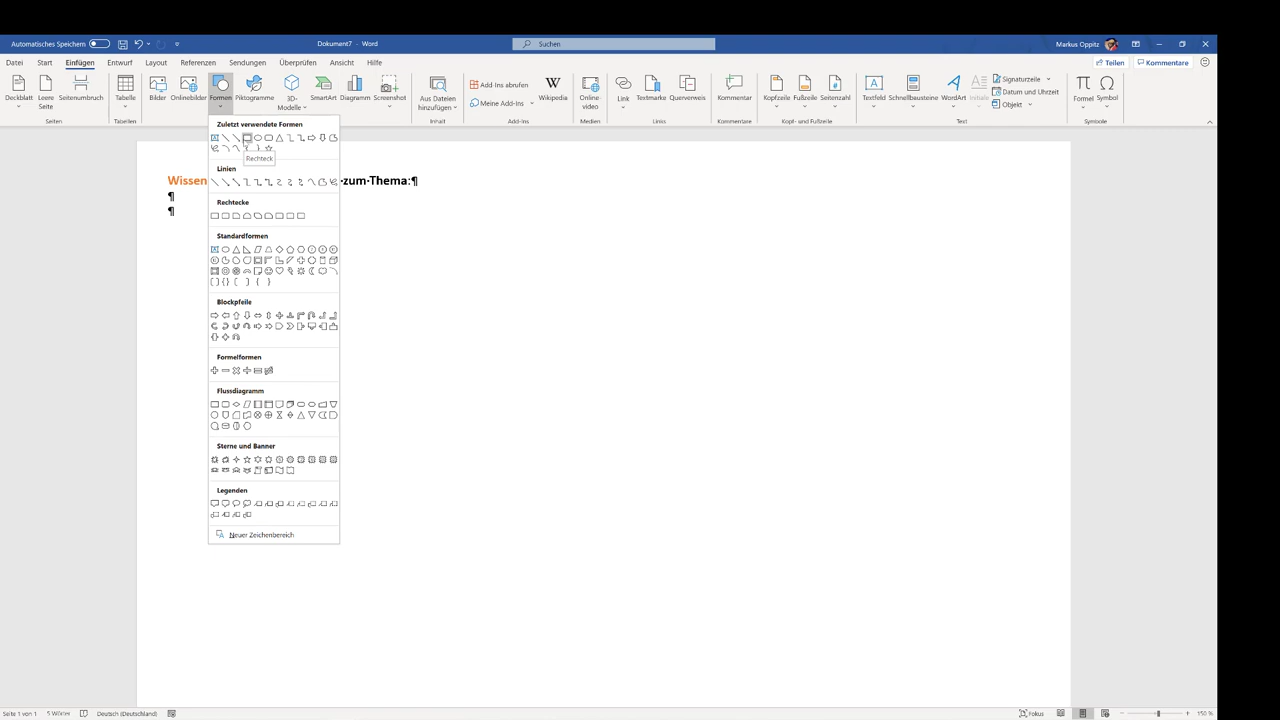 Automatisches Speichern
Dokument7 - Word
Suchen
Markus Oppitz
Datei Start Einfügen Entwurf Layout Referenzen Sendungen Überprüfen Ansicht Hilfe
Teilen Kommentare
Deckblatt Leere Seite Seitenumbruch
Tabelle
Bilder Onlinebilder Formen Piktogramme 3D-Modelle SmartArt Diagramm Screenshot
Aus Dateien hinzufügen
Add-Ins abrufen
Meine Add-Ins
Wikipedia
Online-video
Link Textmarke Querverweis
Kommentar
Kopfzeile Fußzeile Seitenzahl
Textfeld Schnellbausteine WordArt Initiale
Signaturzeile
Datum und Uhrzeit
Objekt
Formel Symbol
Seiten Tabellen Inhalt Medien Links Kommentare Kopf- und Fußzeile Text Symbole
Zuletzt verwendete Formen
Rechteck
Linien
Rechtecke
Standardformen
Blockpfeile
Formelformen
Flussdiagramm
Sterne und Banner
Legenden
Neuer Zeichenbereich
Wissen
·zum·Thema:¶
¶
¶
Seite 1 von 1 5 Wörter Deutsch (Deutschland)
Fokus
150 %